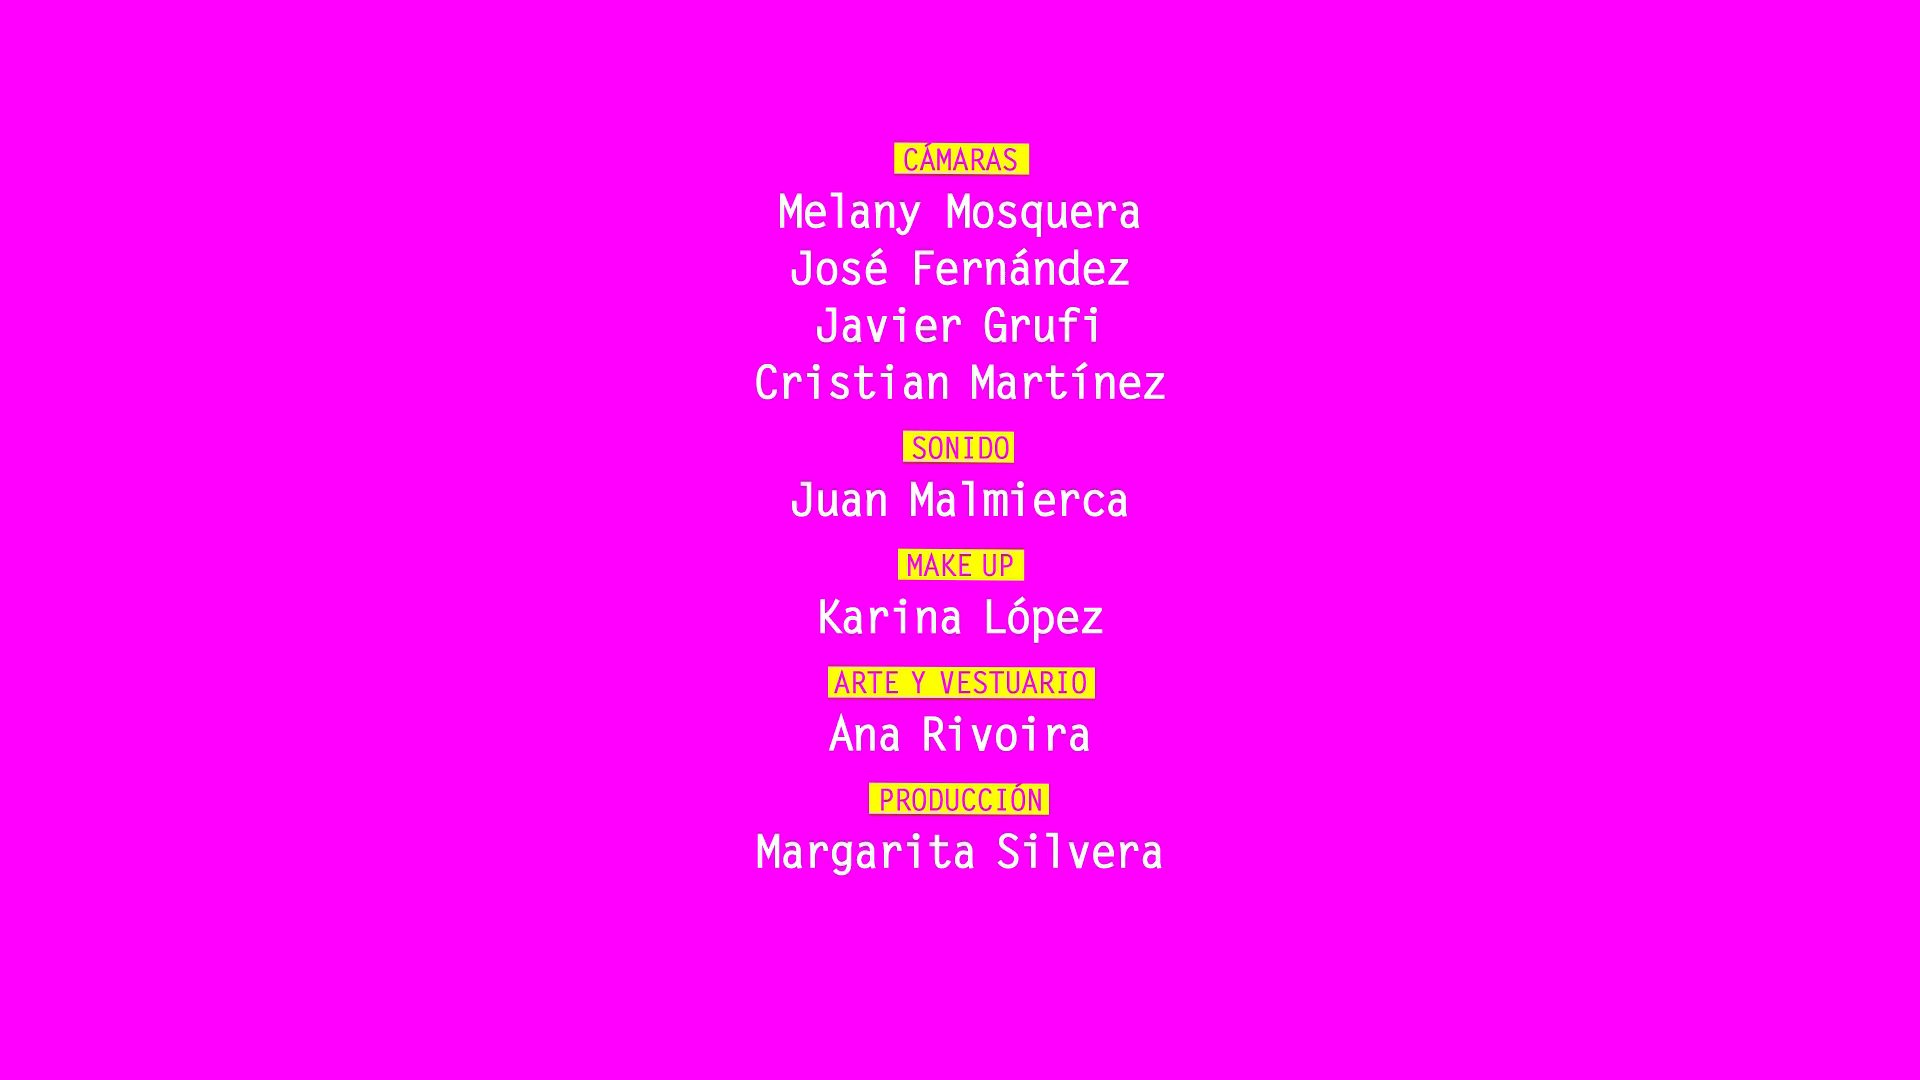 CÁMARAS
Melany Mosquera
José Fernández
Javier Grufi
Cristian Martínez
SONIDO
Juan Malmierca
MAKE UP
Karina López
ARTE Y VESTUARIO
Ana Rivoira
PRODUCCIÓN
Margarita Silvera